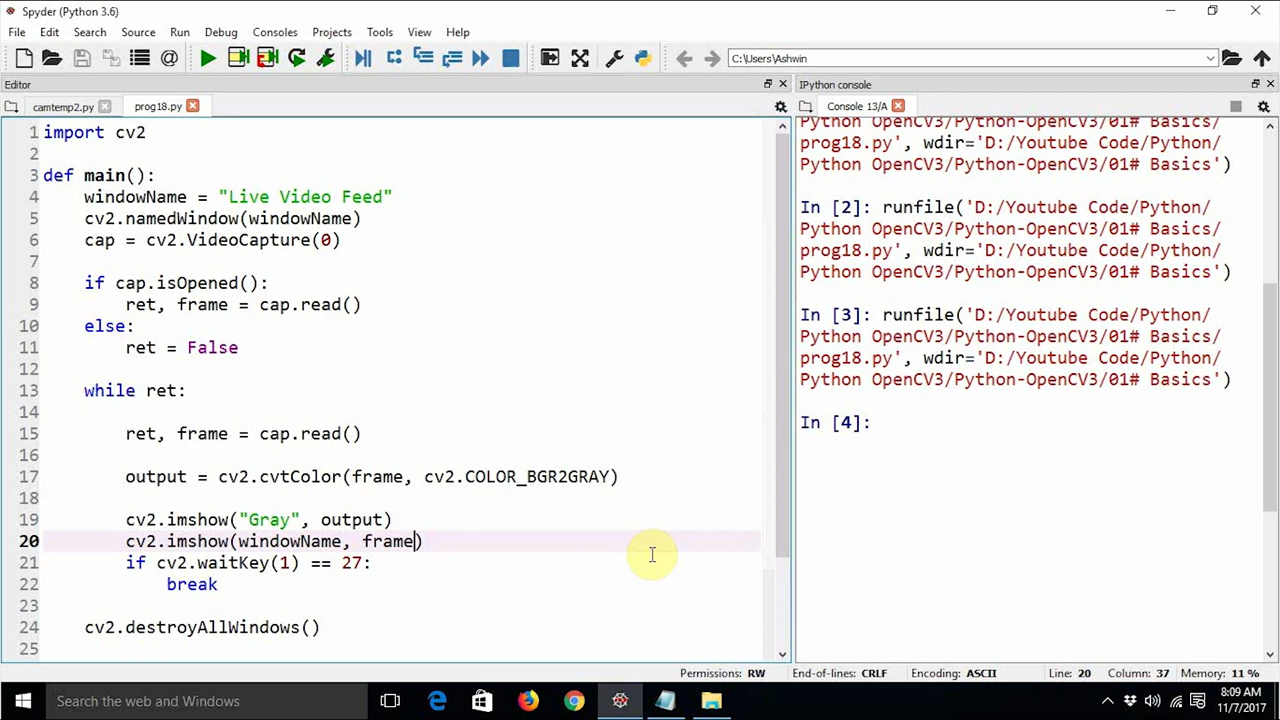 Spyder (Python 3.6)
File Edit Search Source Run Debug Consoles Projects Tools View Help
C:\Users\Ashwin
Editor
camtemp2.py prog18.py
1 import cv2
2
3 def main():
4 windowName = "Live Video Feed"
5 cv2.namedWindow(windowName)
6 cap = cv2.VideoCapture(0)
7
8 if cap.isOpened():
9 ret, frame = cap.read()
10 else:
11 ret = False
12
13 while ret:
14
15 ret, frame = cap.read()
16
17 output = cv2.cvtColor(frame, cv2.COLOR_BGR2GRAY)
18
19 cv2.imshow("Gray", output)
20 cv2.imshow(windowName, frame)
21 if cv2.waitKey(1) == 27:
22 break
23
24 cv2.destroyAllWindows()
25
IPython console
Console 13/A
Python OpenCV3/Python-OpenCV3/01# Basics/
prog18.py', wdir='D:/Youtube Code/Python/
Python OpenCV3/Python-OpenCV3/01# Basics')
In [2]: runfile('D:/Youtube Code/Python/
Python OpenCV3/Python-OpenCV3/01# Basics/
prog18.py', wdir='D:/Youtube Code/Python/
Python OpenCV3/Python-OpenCV3/01# Basics')
In [3]: runfile('D:/Youtube Code/Python/
Python OpenCV3/Python-OpenCV3/01# Basics/
prog18.py', wdir='D:/Youtube Code/Python/
Python OpenCV3/Python-OpenCV3/01# Basics')
In [4]:
Permissions: RW End-of-lines: CRLF Encoding: ASCII Line: 20 Column: 37 Memory: 11 %
Search the web and Windows
8:09 AM
11/7/2017